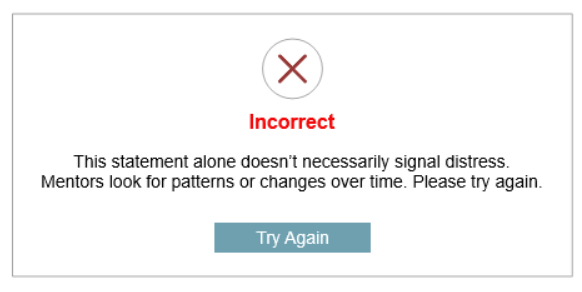 Incorrect
This statement alone doesn't necessarily signal distress.
Mentors look for patterns or changes over time. Please try again.
Try Again